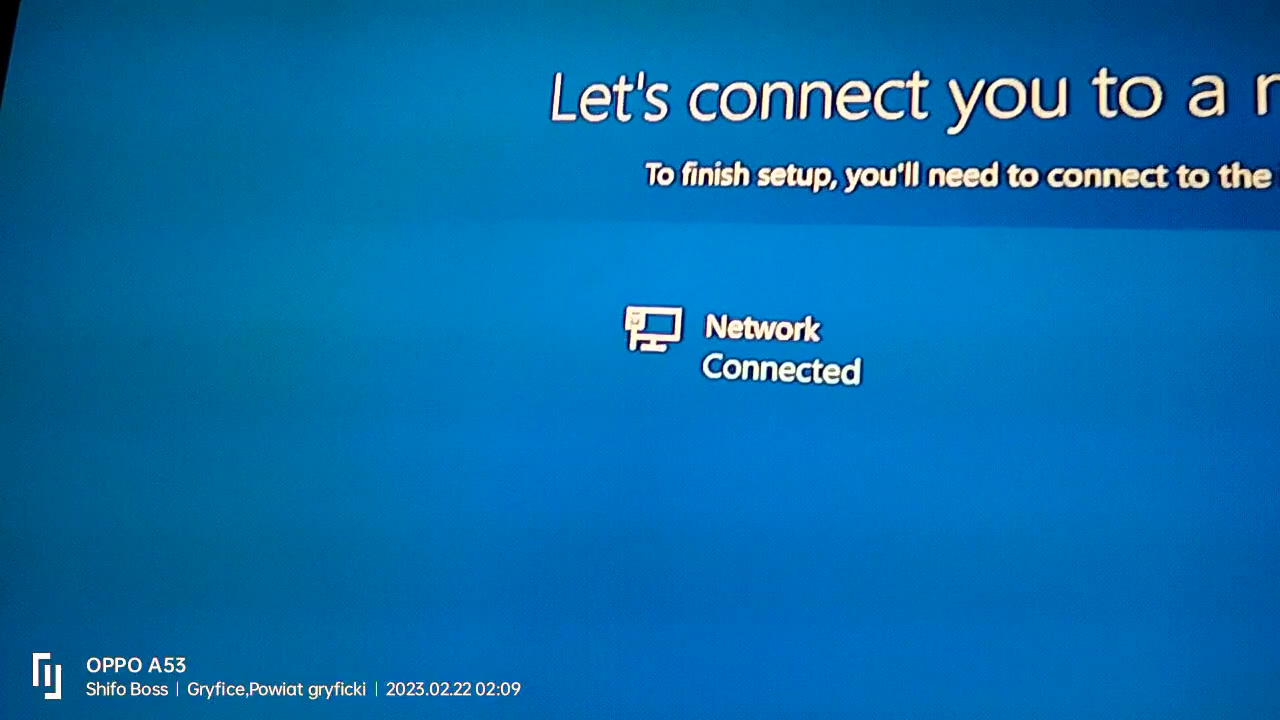 Let's connect you to a
To finish setup, you'll need to connect to the
Network
Connected
OPPO A53
Shifo Boss | Gryfice,Powiat gryficki | 2023.02.22 02:09